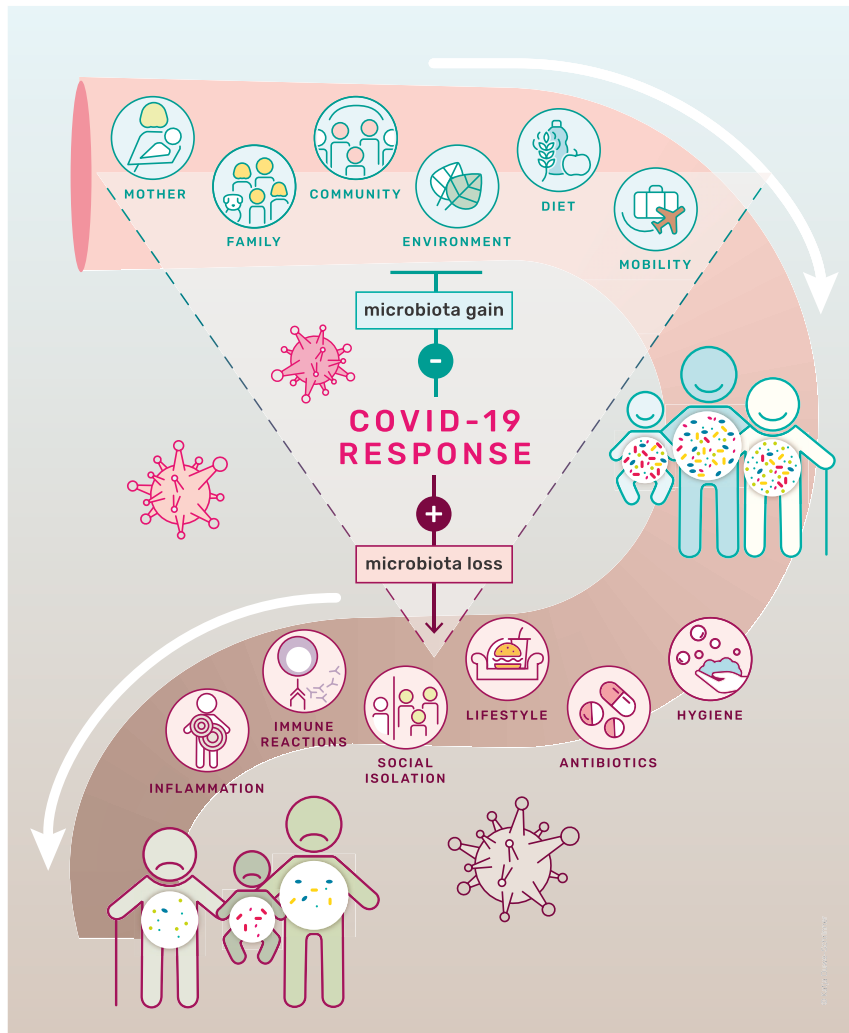 MOTHER
FAMILY
COMMUNITY
ENVIRONMENT
DIET
MOBILITY
microbiota gain
-
COVID-19
RESPONSE
+
microbiota loss
INFLAMMATION
IMMUNE
REACTIONS
SOCIAL
ISOLATION
LIFESTYLE
ANTIBIOTICS
HYGIENE